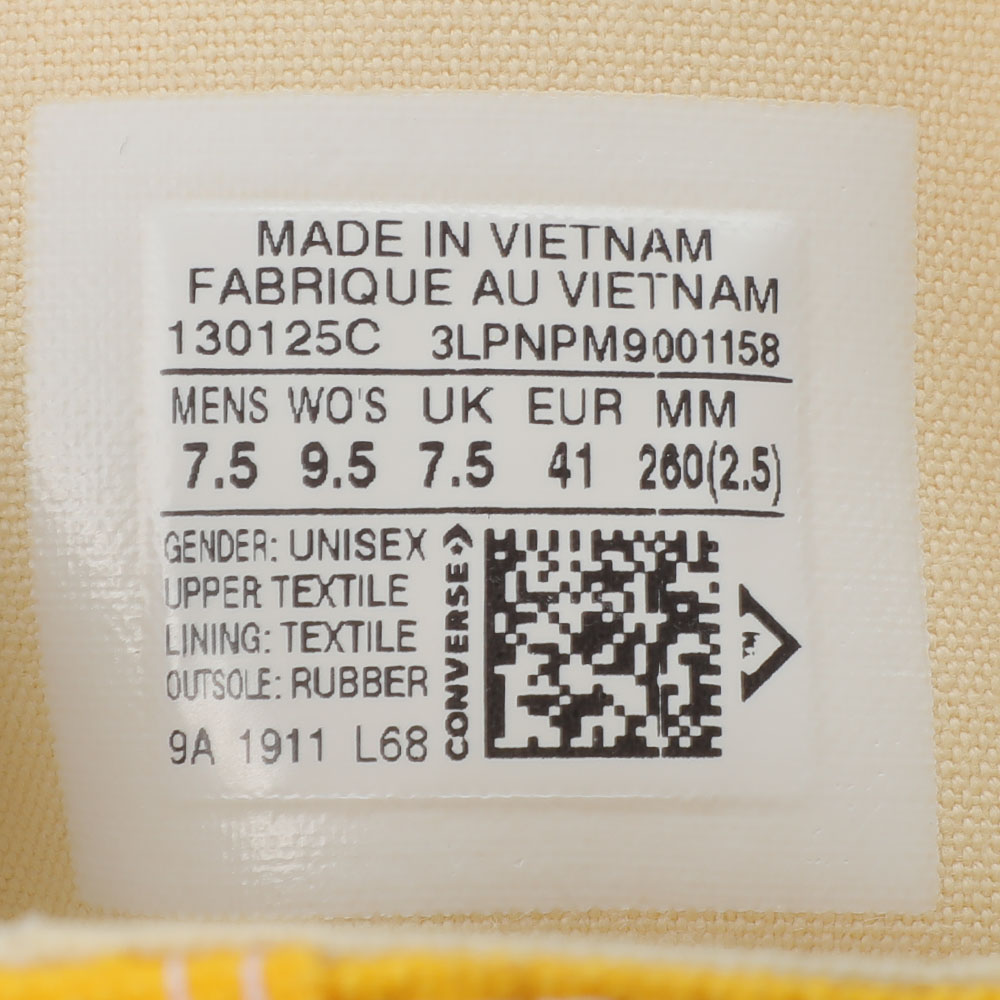 MADE IN VIETNAM
FABRIQUE AU VIETNAM
130125C 3LPNPM9001158
MENS WO'S UK EUR MM
7.5 9.5 7.5 41 260(2.5)
GENDER: UNISEX
UPPER TEXTILE
LINING: TEXTILE
OUTSOLE: RUBBER
9A 1911 L68
CONVERSE